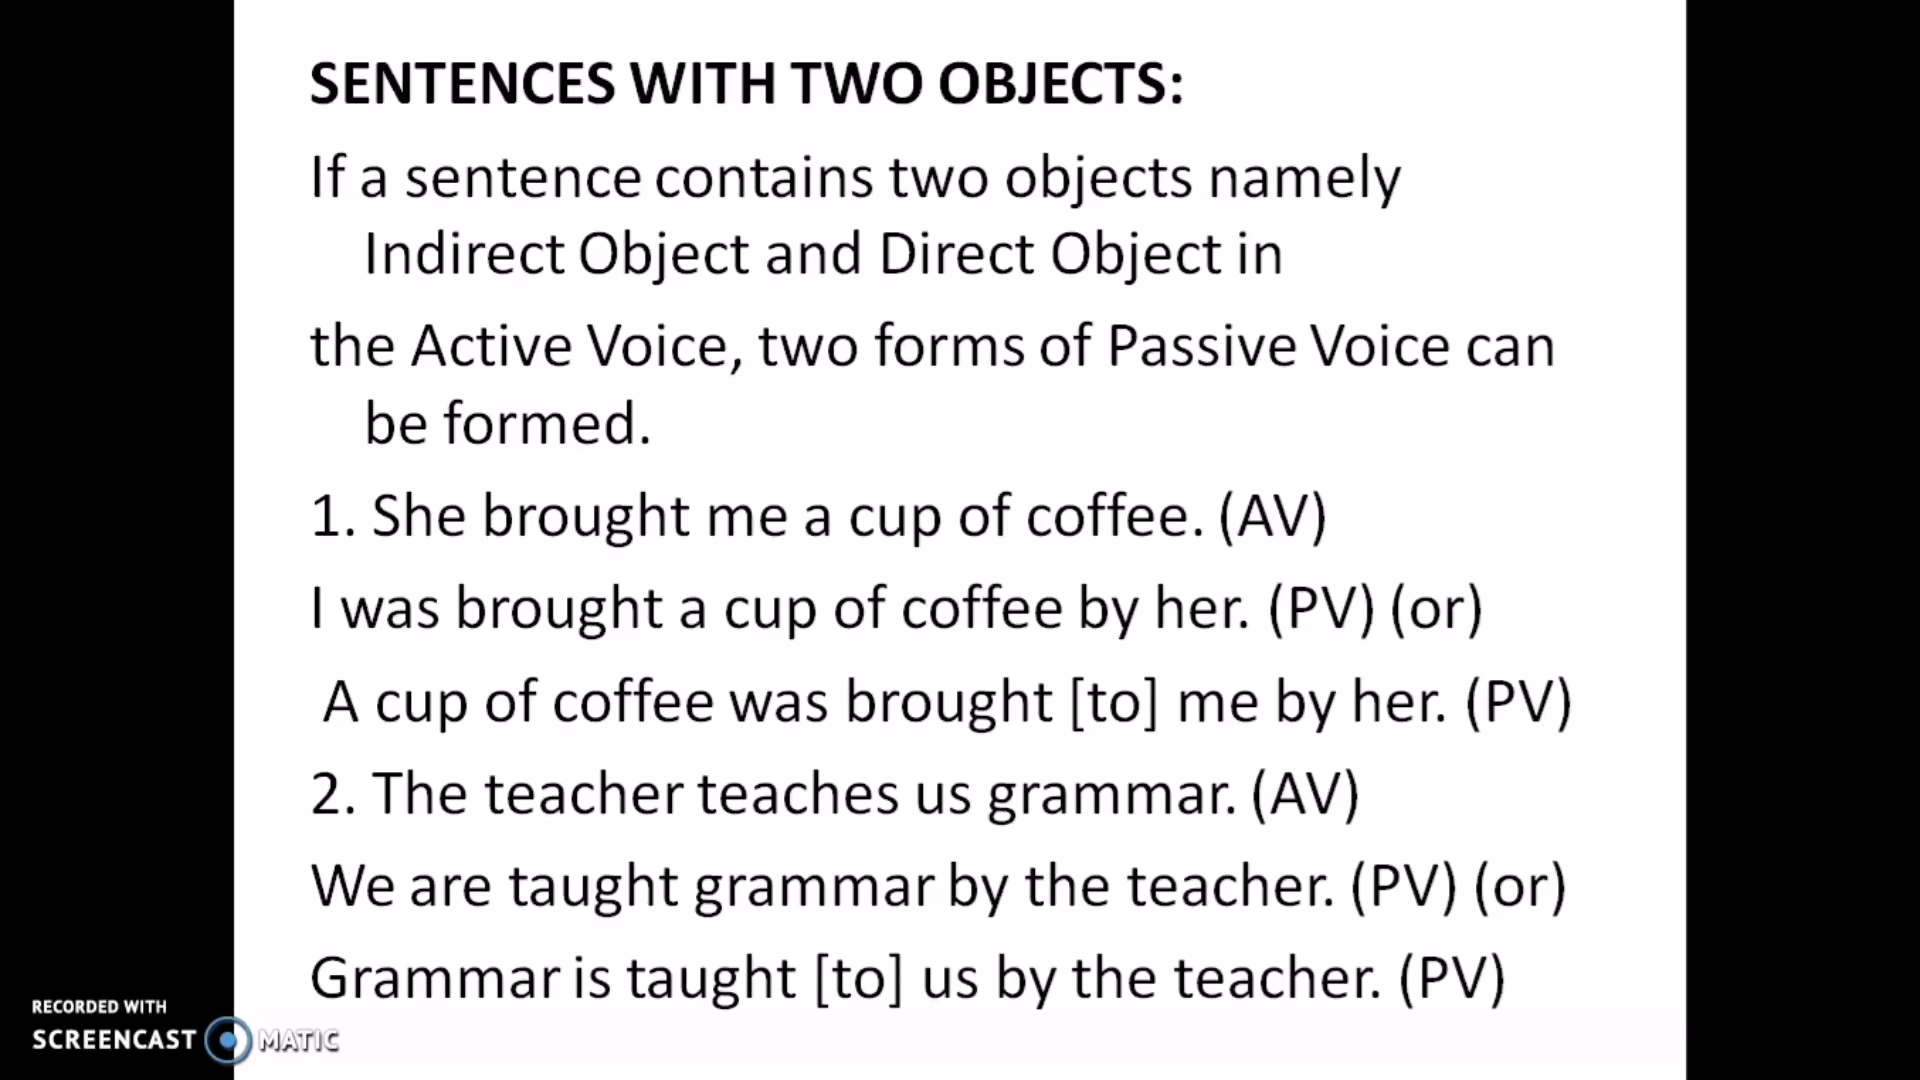 SENTENCES WITH TWO OBJECTS:
If a sentence contains two objects namely
Indirect Object and Direct Object in
the Active Voice, two forms of Passive Voice can
be formed.
1. She brought me a cup of coffee. (AV)
I was brought a cup of coffee by her. (PV) (or)
A cup of coffee was brought [to] me by her. (PV)
2. The teacher teaches us grammar. (AV)
We are taught grammar by the teacher. (PV) (or)
Grammar is taught [to] us by the teacher. (PV)
RECORDED WITH
SCREENCAST MATIC